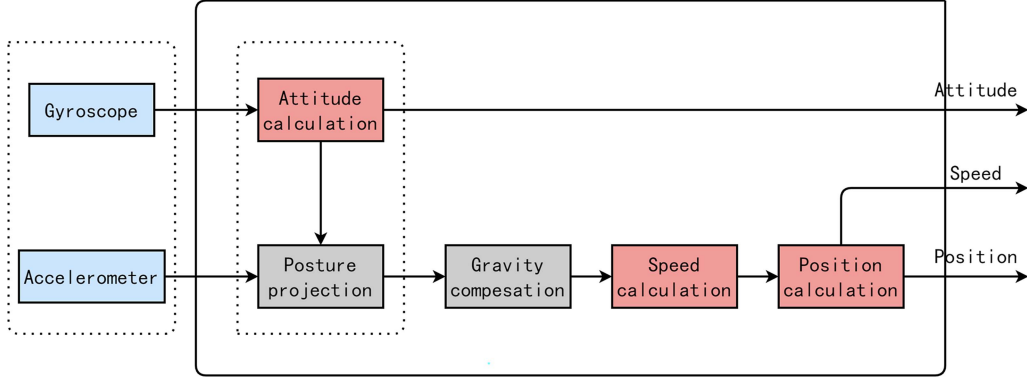 Attitude
Gyroscope
Attitude
calculation
Speed
Position
Accelerometer
Posture
projection
Gravity
compesation
Speed
calculation
Position
calculation